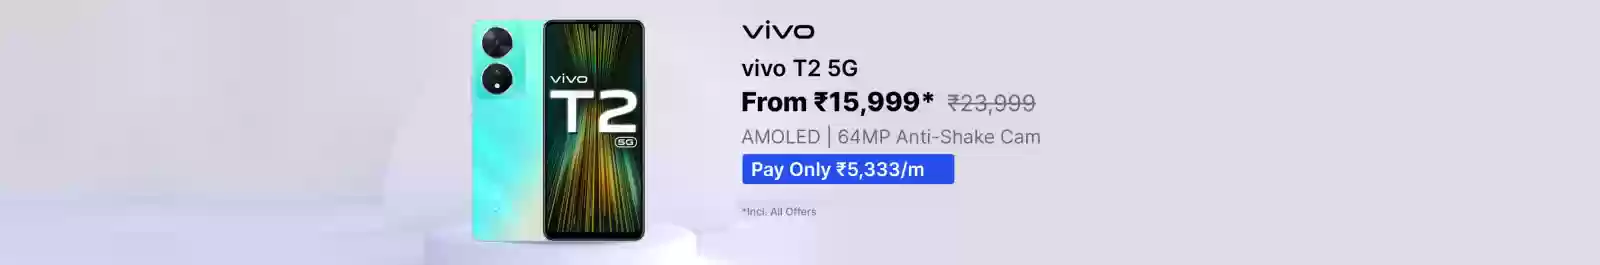 vivo
T2
5G
vivo
vivo T2 5G
From ₹15,999* ₹23,999
AMOLED | 64MP Anti-Shake Cam
Pay Only ₹5,333/m
*Incl. All Offers